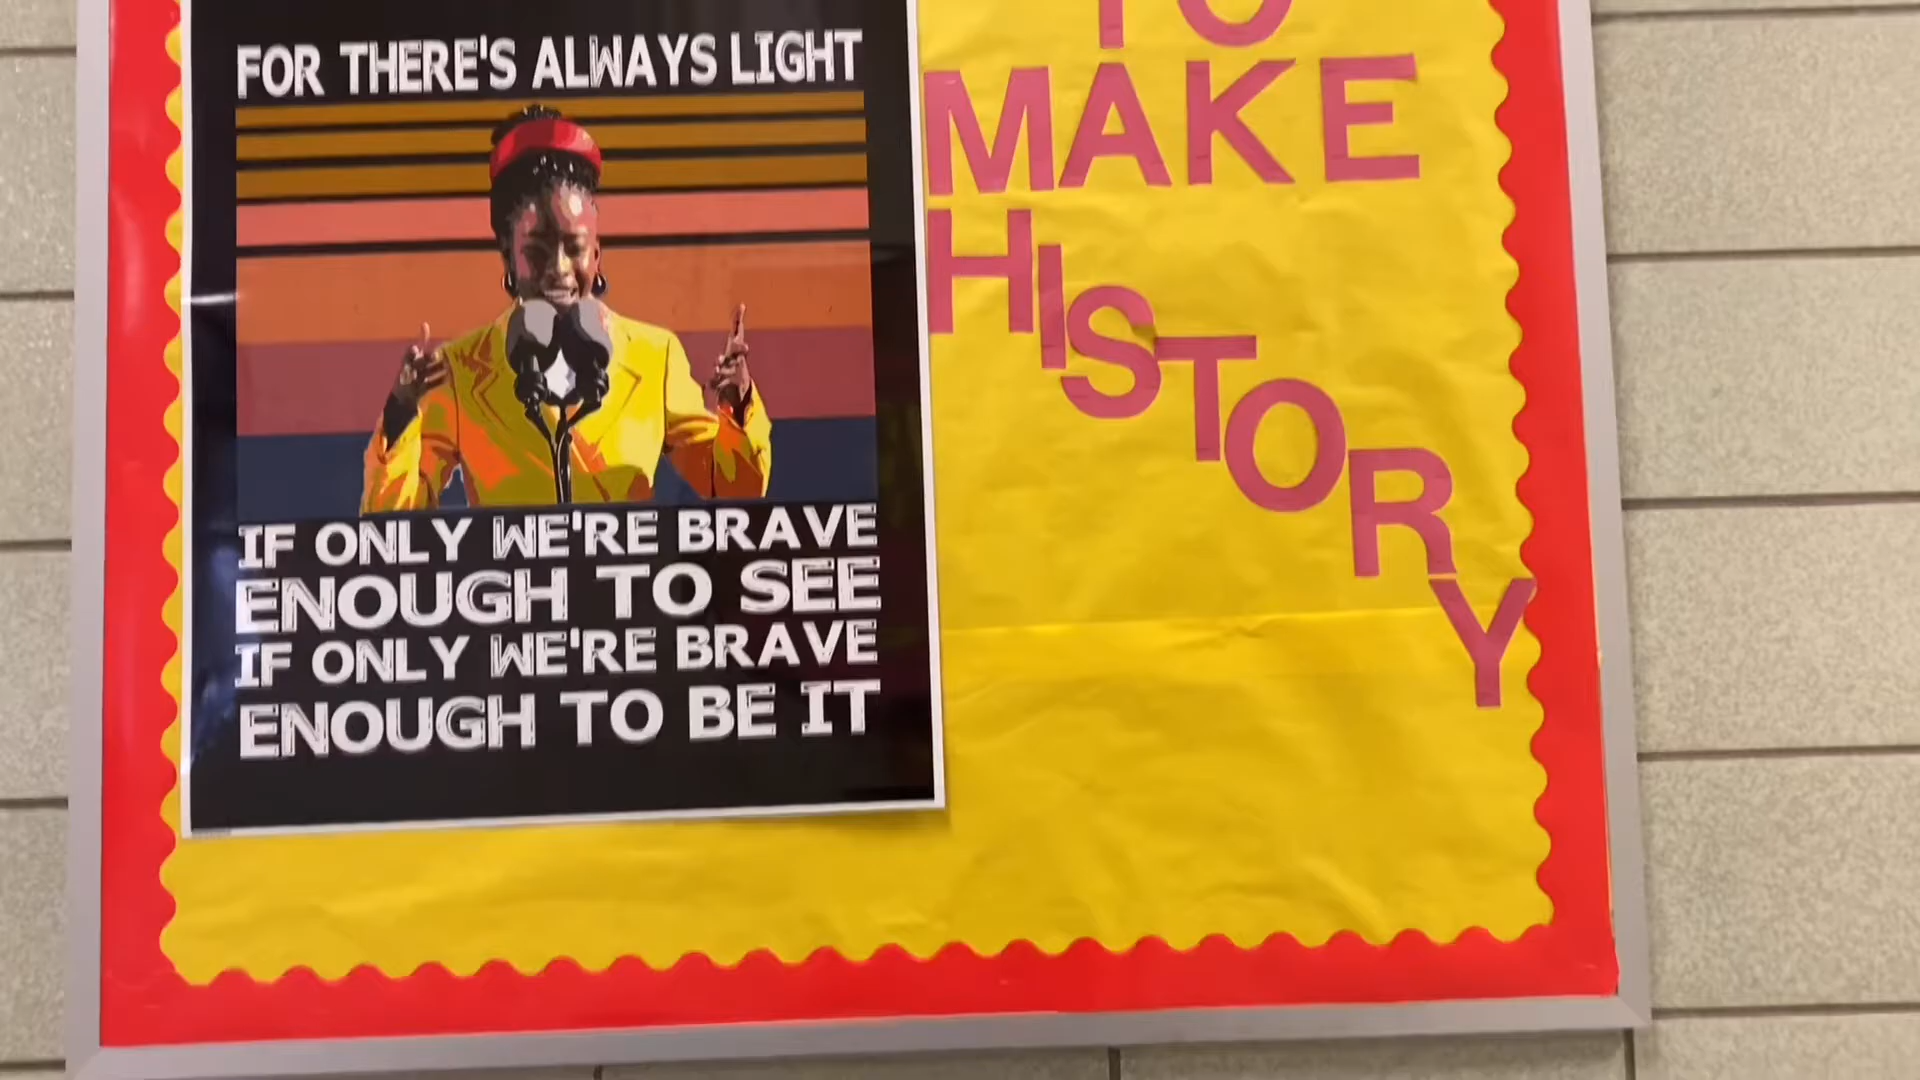 FOR THERE'S ALWAYS LIGHT
IF ONLY WE'RE BRAVE
ENOUGH TO SEE
IF ONLY WE'RE BRAVE
ENOUGH TO BE IT
TO
MAKE
HISTORY